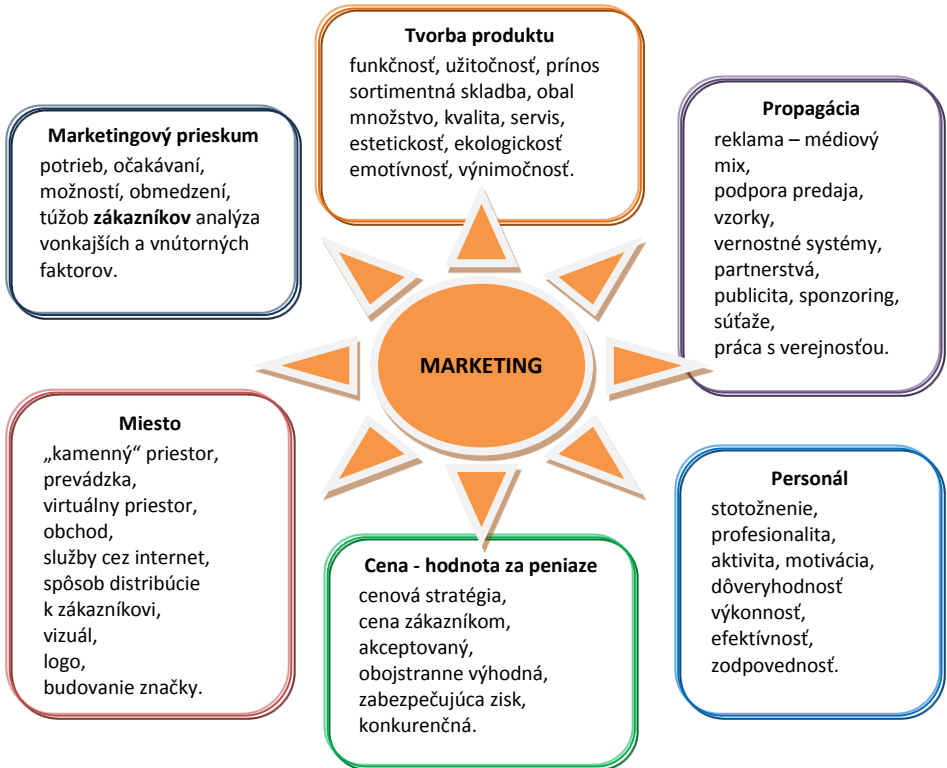 Tvorba produktu
funkčnosť, užitočnosť, prínos
sortimentná skladba, obal
množstvo, kvalita, servis,
estetickosť, ekologickosť
emotívnosť, výnimočnosť.
Marketingový prieskum
potrieb, očakávaní,
možností, obmedzení,
túžob zákazníkov analýza
vonkajších a vnútorných
faktorov.
Propagácia
reklama – médiový
mix,
podpora predaja,
vzorky,
vernostné systémy,
partnerstvá,
publicita, sponzoring,
súťaže,
práca s verejnosťou.
MARKETING
Miesto
„kamenný“ priestor,
prevádzka,
virtuálny priestor,
obchod,
služby cez internet,
spôsob distribúcie
k zákazníkovi,
vizuál,
logo,
budovanie značky.
Cena - hodnota za peniaze
cenová stratégia,
cena zákazníkom,
akceptovaný,
obojstranne výhodná,
zabezpečujúca zisk,
konkurenčná.
Personál
stotožnenie,
profesionalita,
aktivita, motivácia,
dôveryhodnosť
výkonnosť,
efektívnosť,
zodpovednosť.